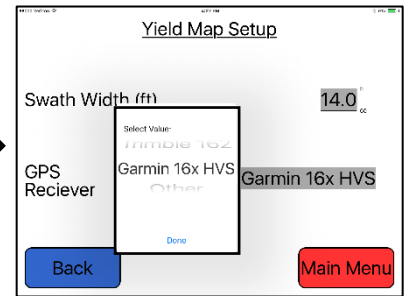 Yield Map Setup
Swath Width (ft)
14.0
Select Value:
Trimble 162
Garmin 16x HVS
Other
Done
GPS
Reciever
Garmin 16x HVS
Back
Main Menu